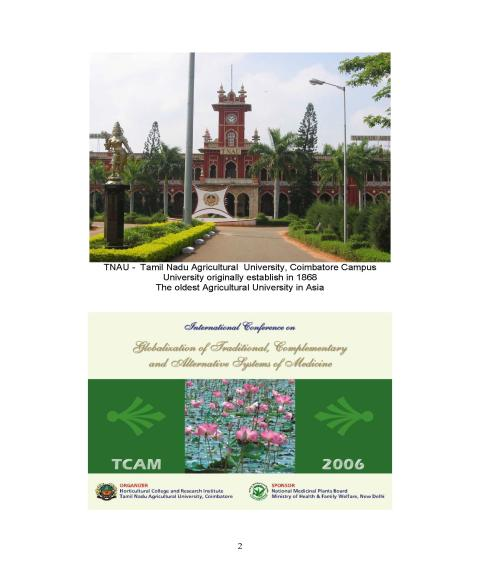 TNAU
TNAU - Tamil Nadu Agricultural University, Coimbatore Campus
University originally establish in 1868
The oldest Agricultural University in Asia
International Conference on
Globalization of Traditional, Complementary
and Alternative Systems of Medicine
TCAM
2006
ORGANIZER
Horticultural College and Research Institute
Tamil Nadu Agricultural University, Coimbatore
SPONSOR
National Medicinal Plants Board
Ministry of Health & Family Welfare, New Delhi
2